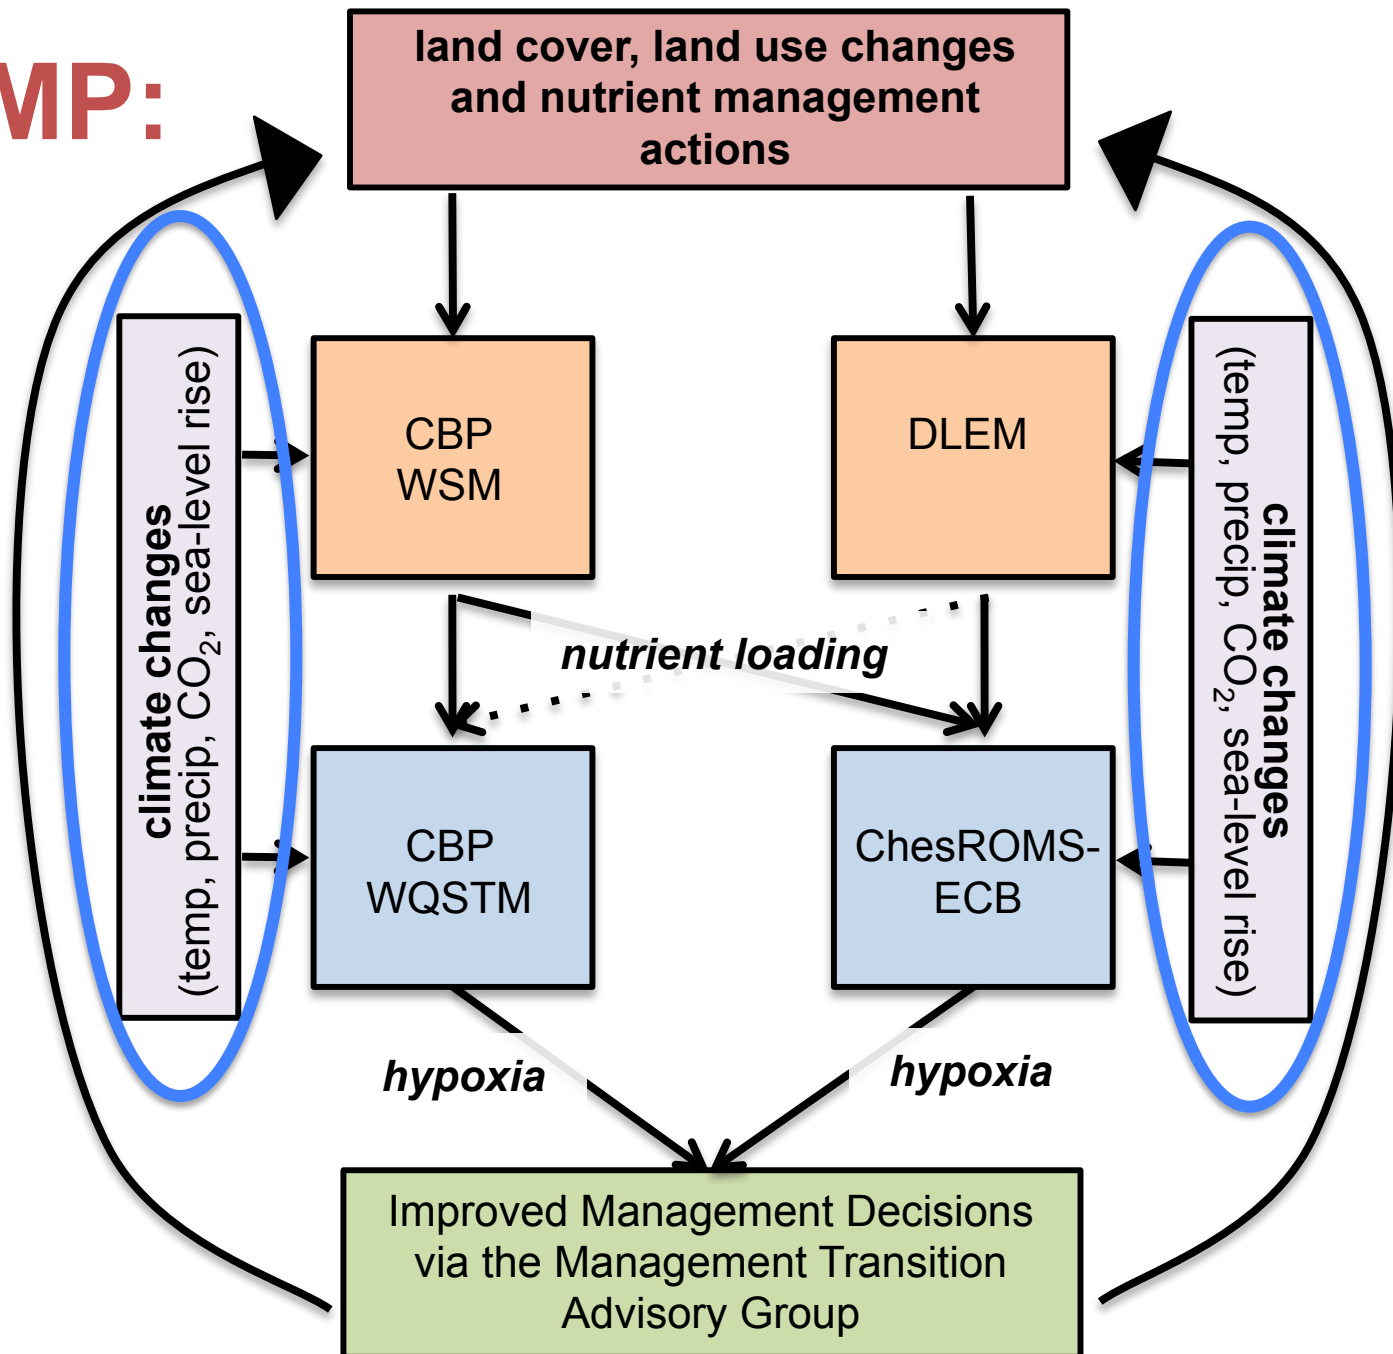 MP:
land cover, land use changes
and nutrient management
actions
climate changes
(temp, precip, CO₂, sea-level rise)
CBP
WSM
DLEM
climate changes
(temp, precip, CO₂, sea-level rise)
nutrient loading
CBP
WQSTM
ChesROMS-
ECB
hypoxia
hypoxia
Improved Management Decisions
via the Management Transition
Advisory Group